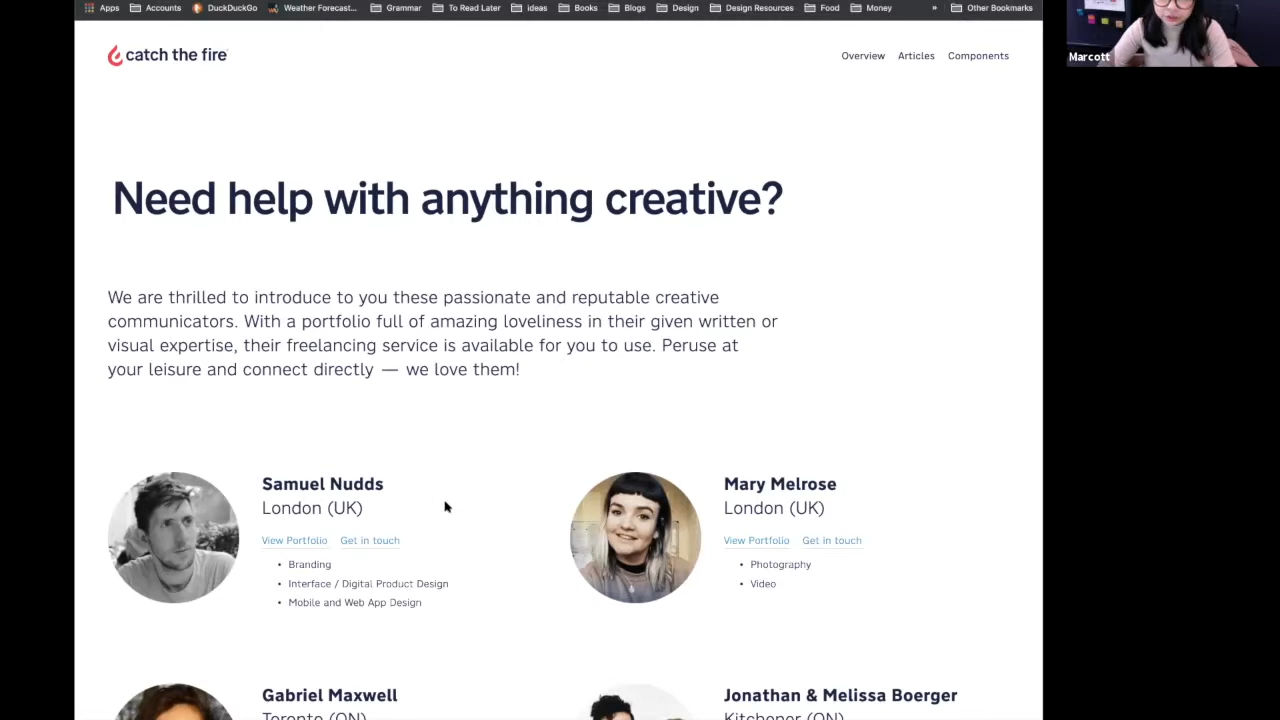 Apps Accounts DuckDuckGo Weather Forecast... Grammar To Read Later ideas Books Blogs Design Design Resources Food Money » Other Bookmarks
Marcott
catch the fire
Overview Articles Components
Need help with anything creative?
We are thrilled to introduce to you these passionate and reputable creative
communicators. With a portfolio full of amazing loveliness in their given written or
visual expertise, their freelancing service is available for you to use. Peruse at
your leisure and connect directly — we love them!
Samuel Nudds
London (UK)
View Portfolio Get in touch
• Branding
• Interface / Digital Product Design
• Mobile and Web App Design
Mary Melrose
London (UK)
View Portfolio Get in touch
• Photography
• Video
Gabriel Maxwell
Toronto (ON)
Jonathan & Melissa Boerger
Kitchener (ON)